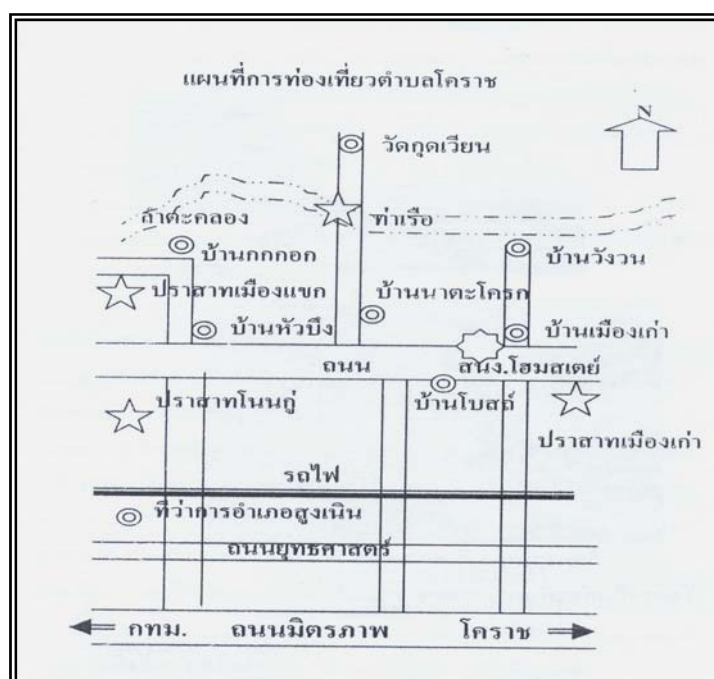 แผนที่การท่องเที่ยวตำบลโคราช
N
วัดกุดเวียน
ลำตะคลอง
ท่าเรือ
บ้านกกกอก
บ้านวังวน
ปราสาทเมืองแขก
บ้านนาตะโครก
บ้านหัวบึง
บ้านเมืองเก่า
ถนน
สนง.โฮมสเตย์
บ้านโบสถ์
ปราสาทโนนกู่
ปราสาทเมืองเก่า
รถไฟ
ที่ว่าการอำเภอสูงเนิน
ถนนยุทธศาสตร์
กทม. ถนนมิตรภาพ โคราช